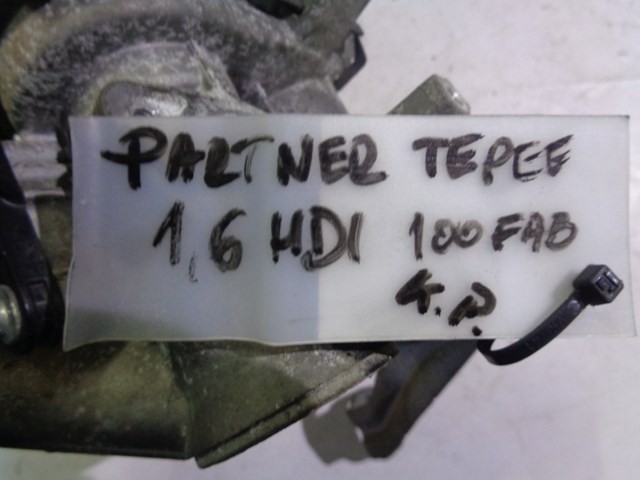 PARTNER TEPEE
1,6 HDI 100 FAB
K.P.